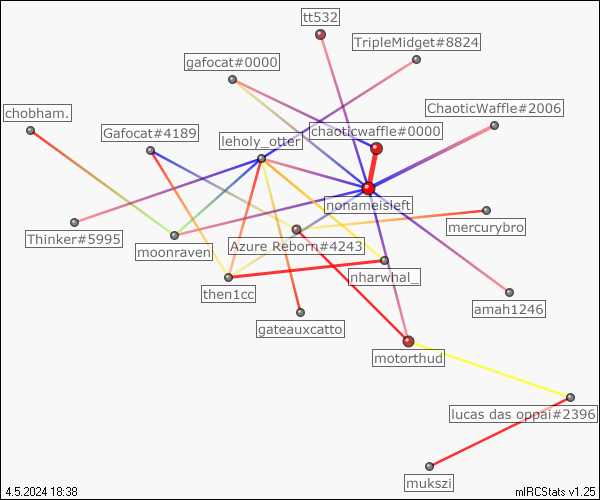 tt532
TripleMidget#8824
gafocat#0000
chobham.
ChaoticWaffle#2006
Gafocat#4189
chaoticwaffle#0000
leholy_otter
nonameisleft
Thinker#5995
mercurybro
moonraven
Azure Reborn#4243
nharwhal_
then1cc
amah1246
gateauxcatto
motorthud
lucas das oppai#2396
mukszi
4.5.2024 18:38
mIRCStats v1.25